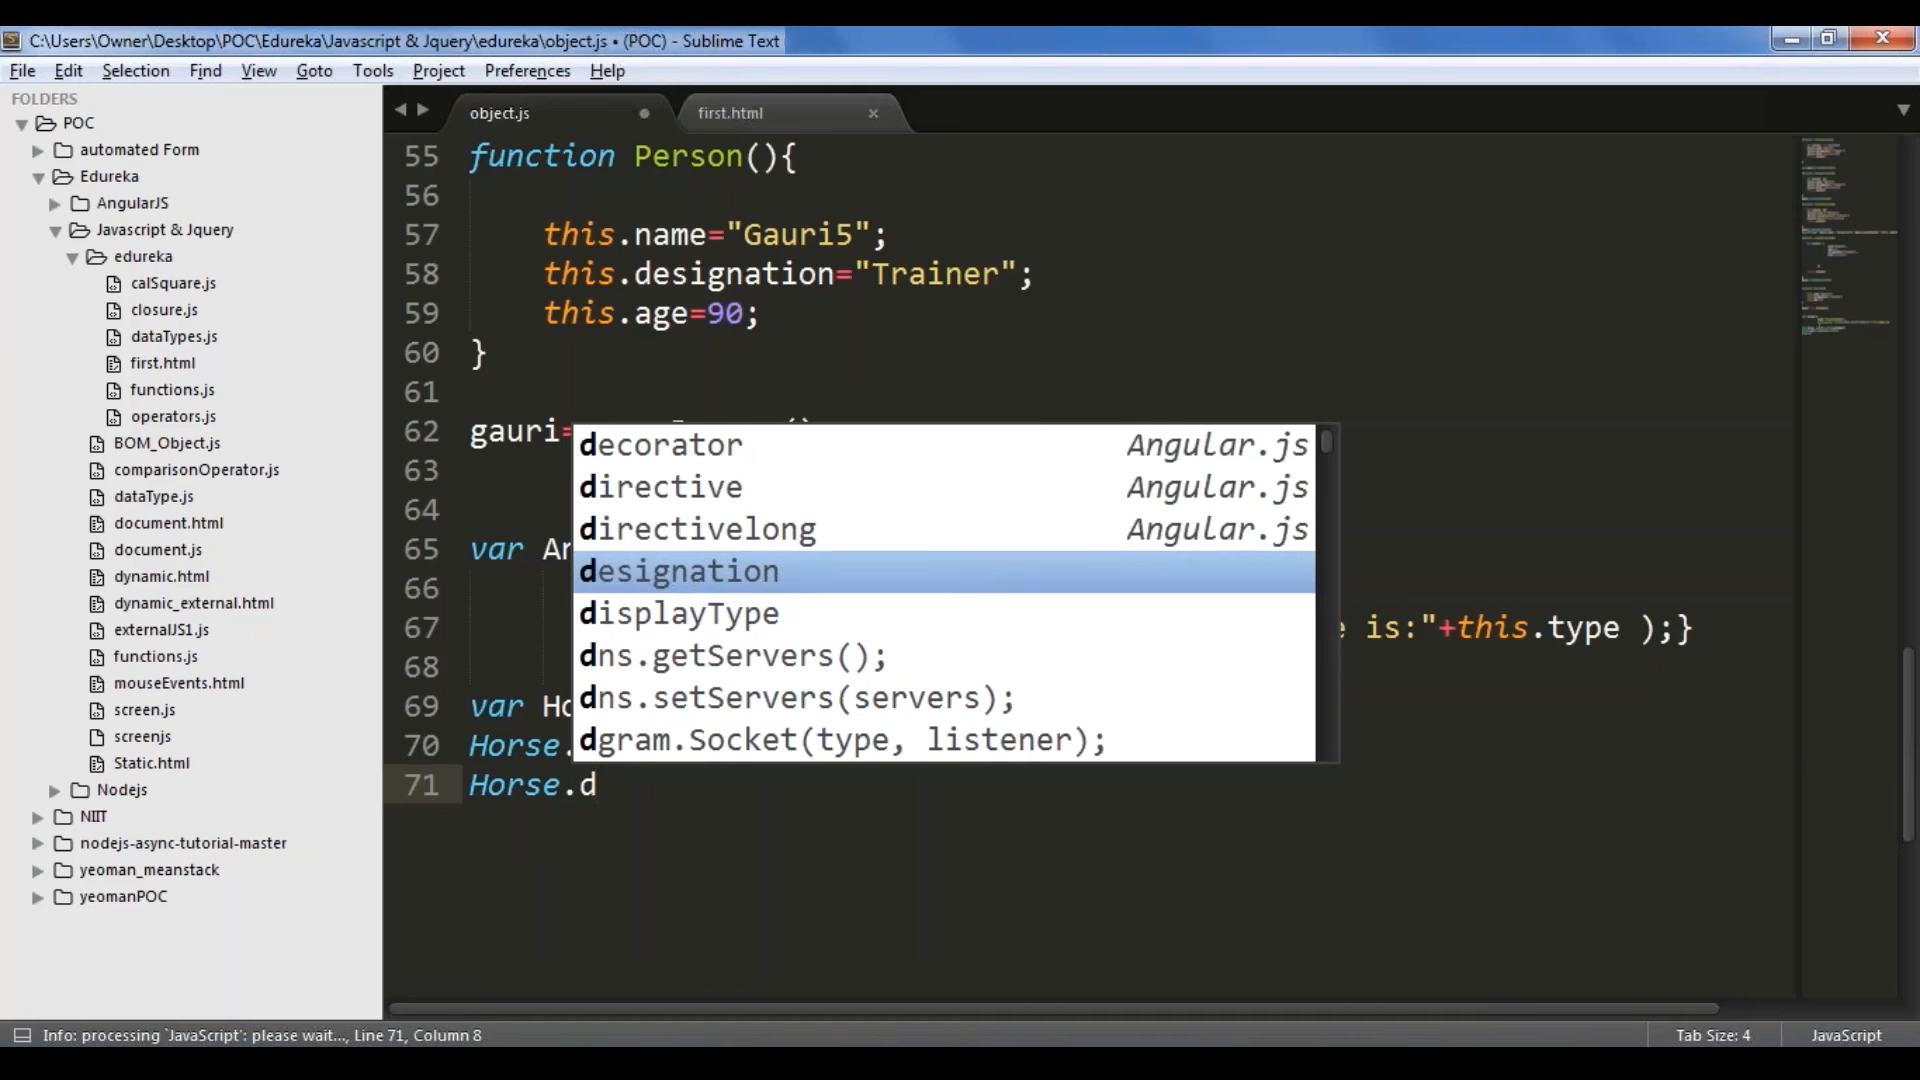 C:\Users\Owner\Desktop\POC\Edureka\Javascript & Jquery\edureka\object.js • (POC) - Sublime Text
File Edit Selection Find View Goto Tools Project Preferences Help
FOLDERS
POC
automated Form
Edureka
AngularJS
Javascript & Jquery
edureka
calSquare.js
closure.js
dataTypes.js
first.html
functions.js
operators.js
BOM_Object.js
comparisonOperator.js
dataType.js
document.html
document.js
dynamic.html
dynamic_external.html
externalJS1.js
functions.js
mouseEvents.html
screen.js
screenjs
Static.html
Nodejs
NIIT
nodejs-async-tutorial-master
yeoman_meanstack
yeomanPOC
object.js first.html
55 function Person(){
56
57 this.name="Gauri5";
58 this.designation="Trainer";
59 this.age=90;
60 }
61
62 gauri=
63
64
65 var An
66
67 is:"+this.type );}
68
69 var Ho
70 Horse.
71 Horse.d
decorator Angular.js
directive Angular.js
directivelong Angular.js
designation
displayType
dns.getServers();
dns.setServers(servers);
dgram.Socket(type, listener);
Info: processing `JavaScript': please wait..., Line 71, Column 8
Tab Size: 4 JavaScript